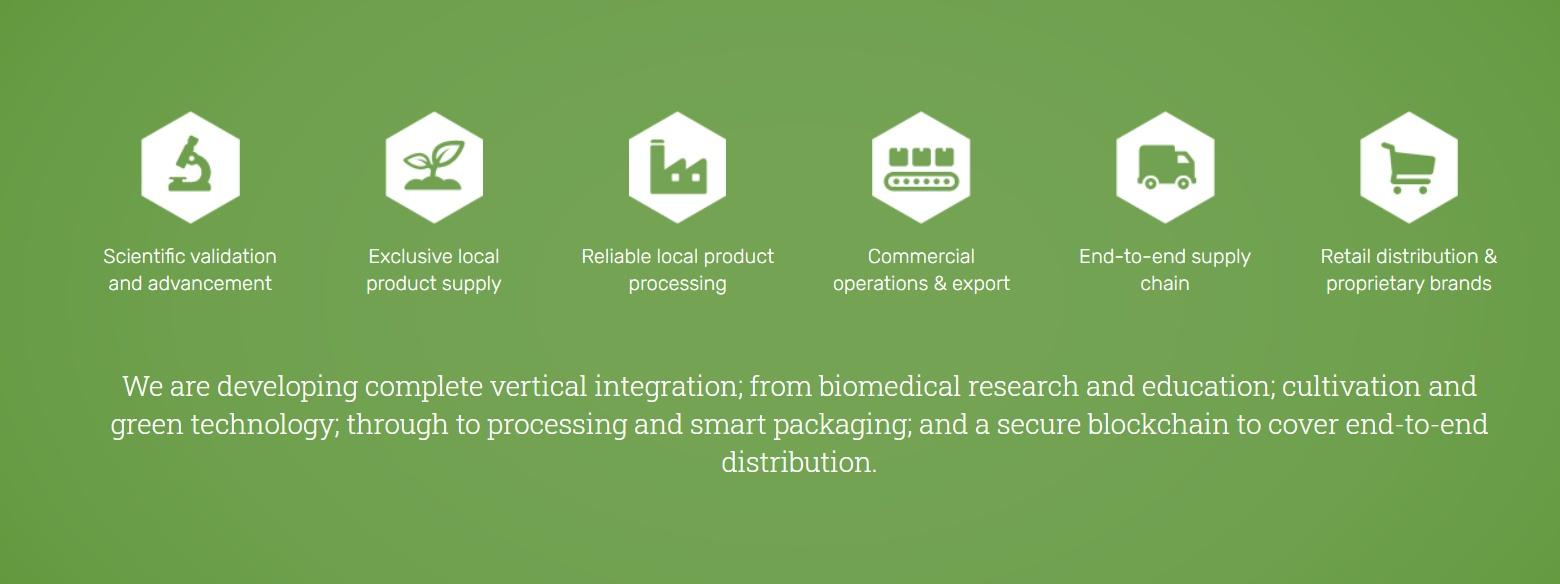 Scientific validation
and advancement
Exclusive local
product supply
Reliable local product
processing
Commercial
operations & export
End-to-end supply
chain
Retail distribution &
proprietary brands
We are developing complete vertical integration; from biomedical research and education; cultivation and
green technology; through to processing and smart packaging; and a secure blockchain to cover end-to-end
distribution.